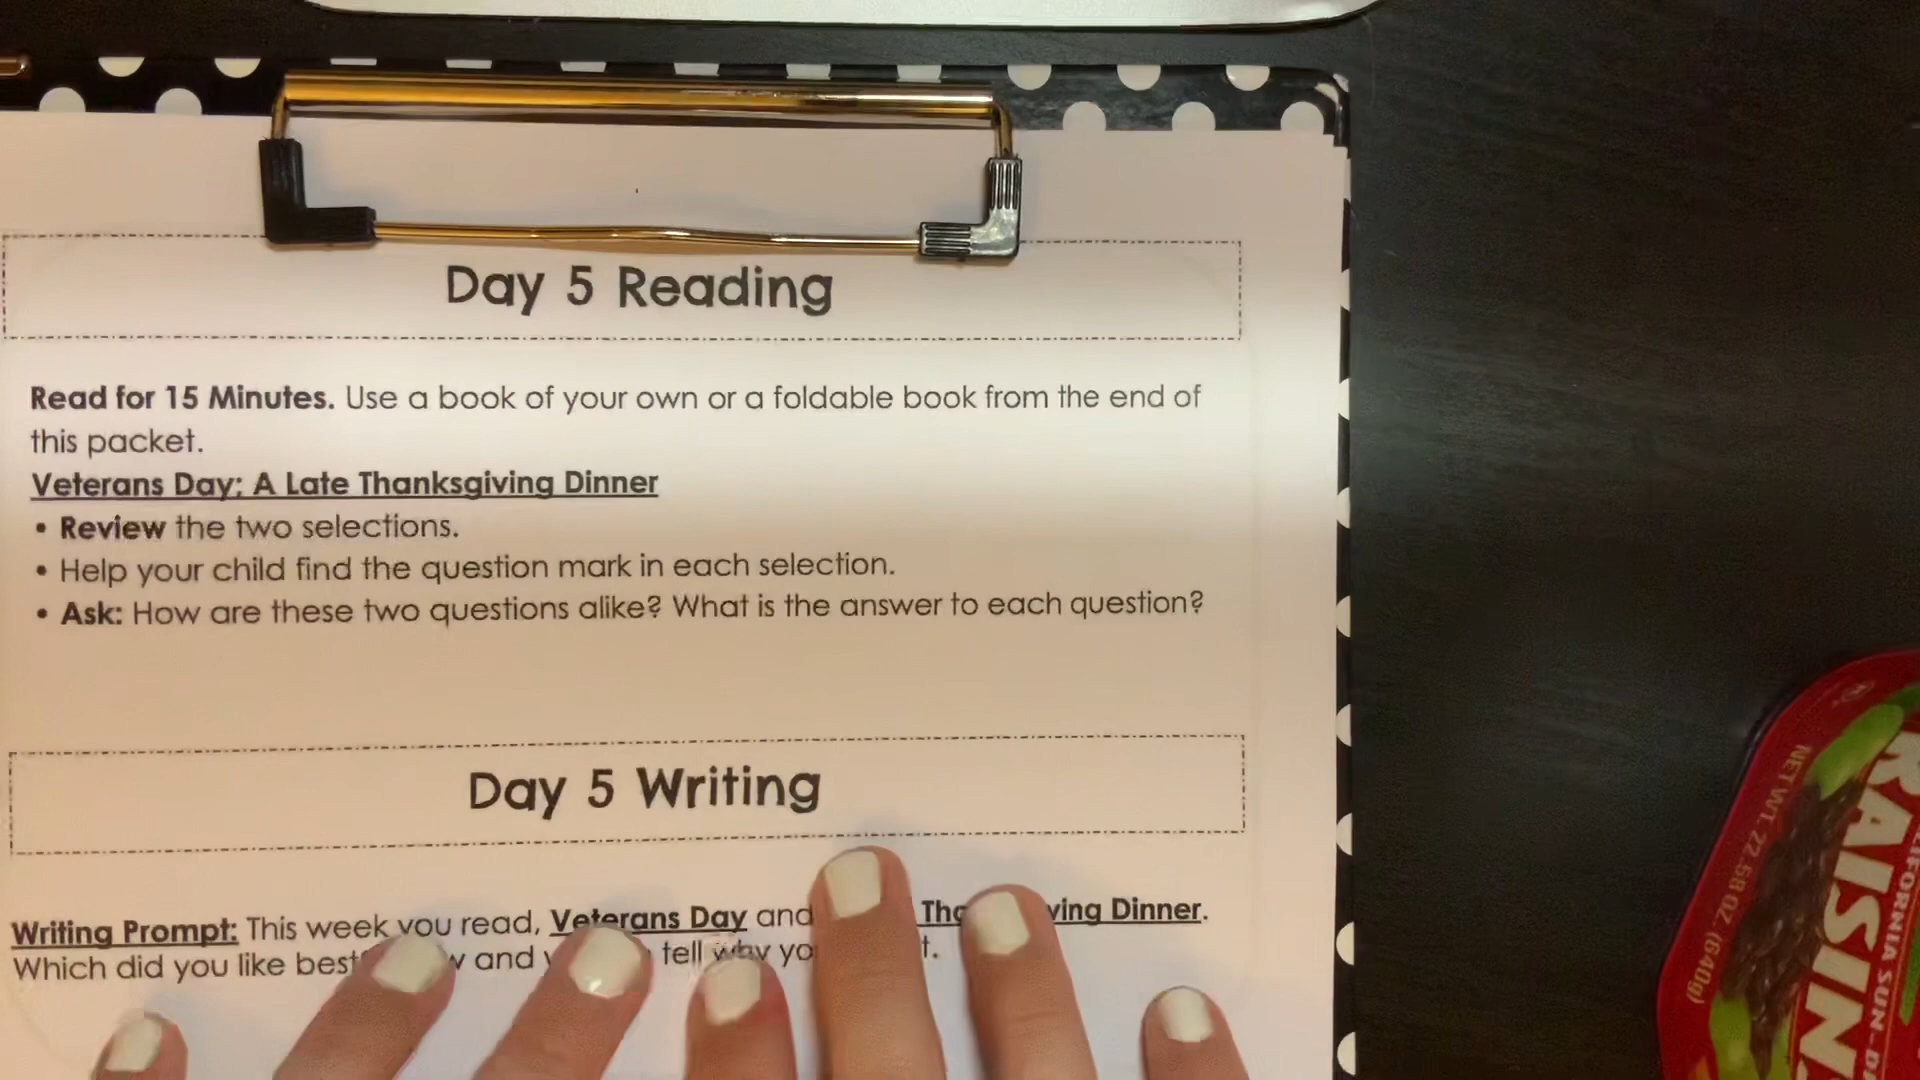 Day 5 Reading
Read for 15 Minutes. Use a book of your own or a foldable book from the end of
this packet.
Veterans Day; A Late Thanksgiving Dinner
• Review the two selections.
• Help your child find the question mark in each selection.
• Ask: How are these two questions alike? What is the answer to each question?
Day 5 Writing
Writing Prompt: This week you read, Veterans Day and Dinner.
Which did you like best and tell why
RAISIN
NET WT. 22.58 OZ (640g)